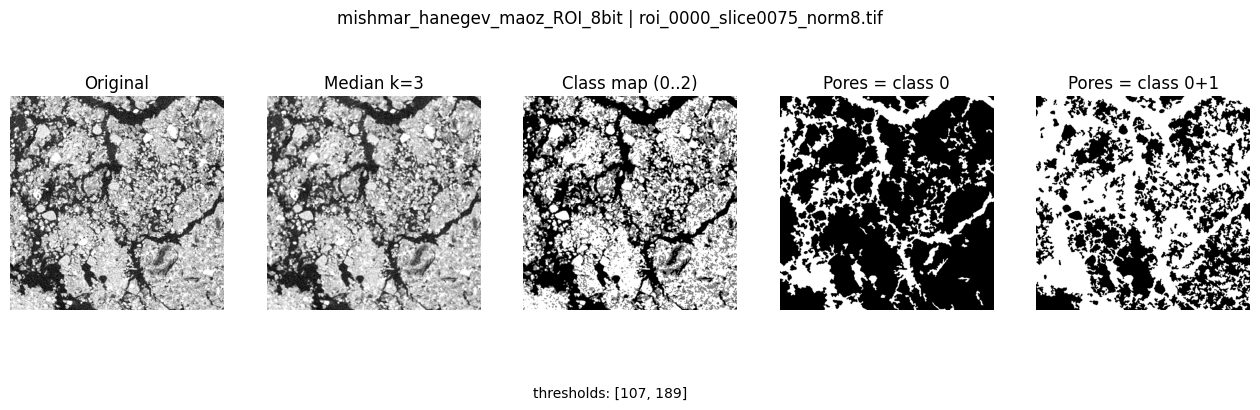 mishmar_hanegev_maoz_ROI_8bit | roi_0000_slice0075_norm8.tif
Original
Median k=3
Class map (0..2)
Pores = class 0
Pores = class 0+1
thresholds: [107, 189]